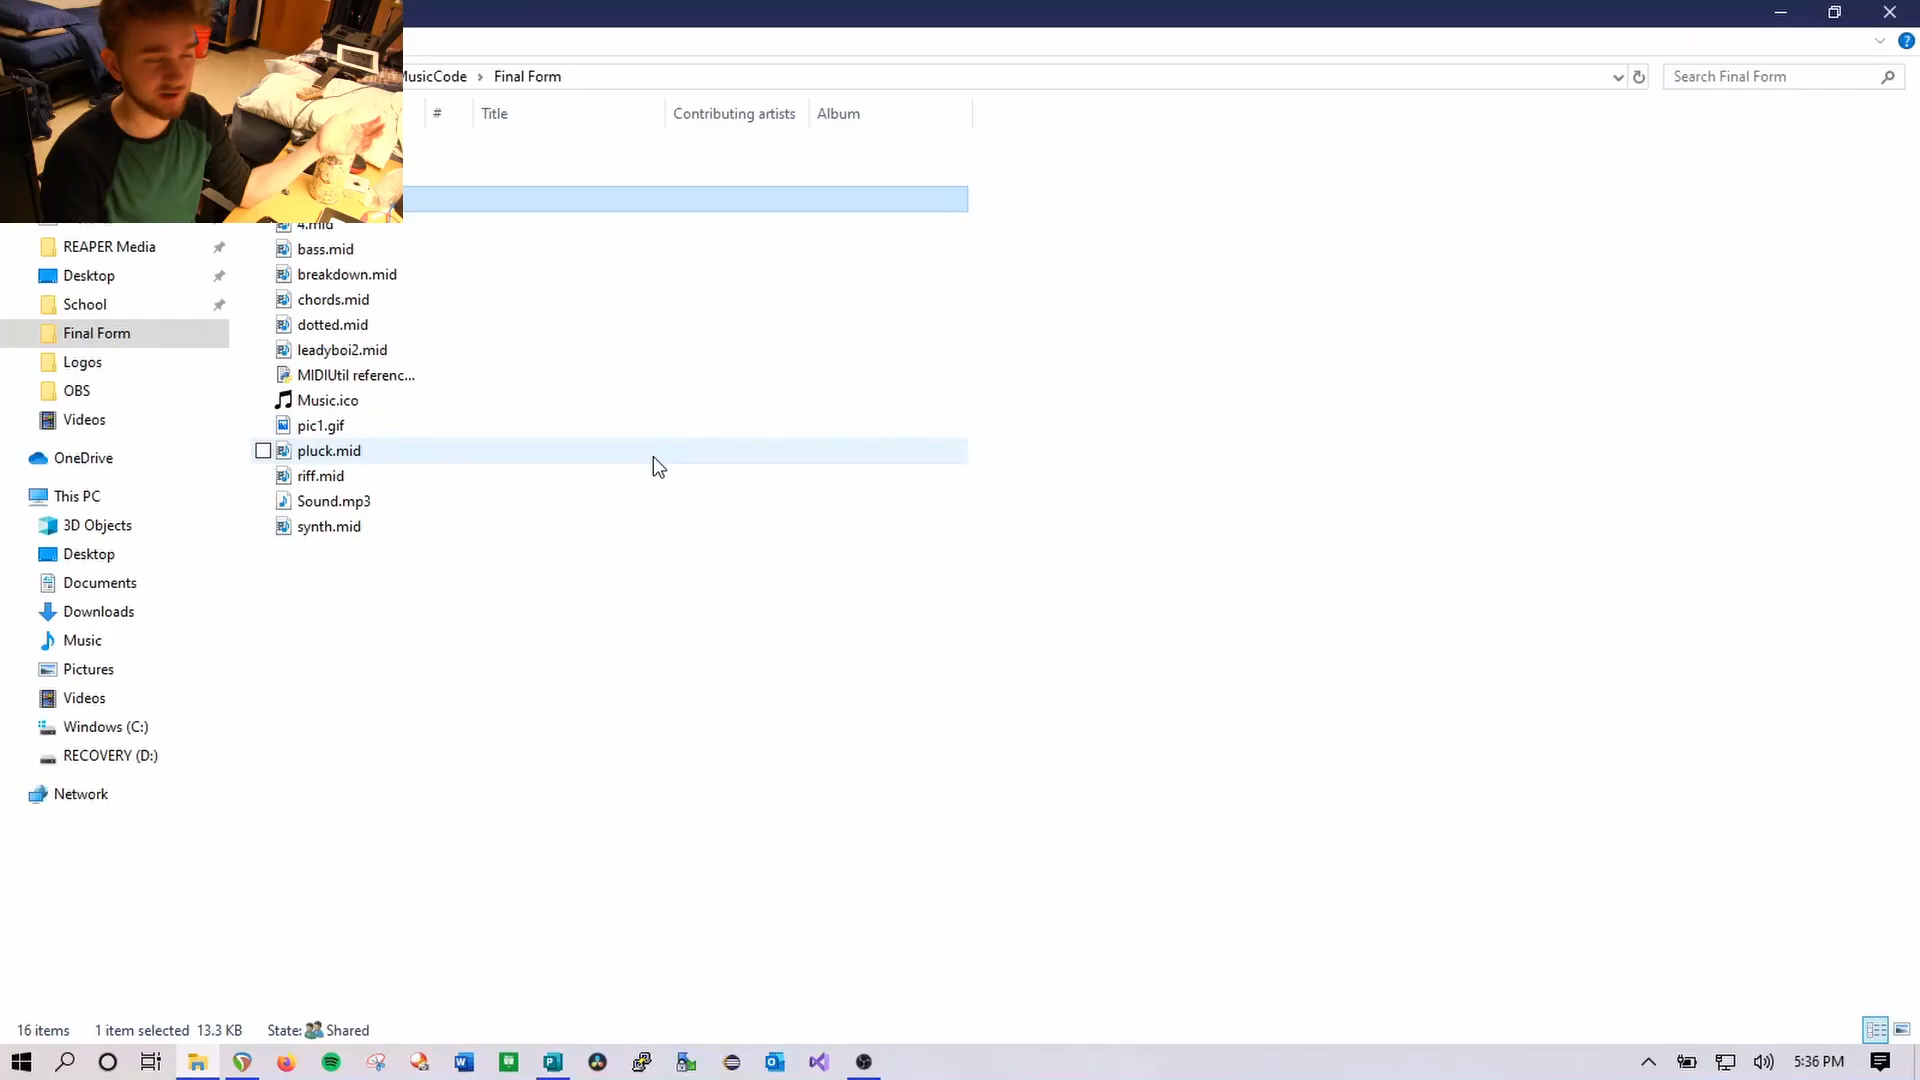 MusicCode > Final Form
Search Final Form
# Title Contributing artists Album
4.mid
REAPER Media
bass.mid
Desktop
breakdown.mid
School
chords.mid
Final Form
dotted.mid
Logos
leadyboi2.mid
OBS
MIDIUtil referenc...
Videos
Music.ico
pic1.gif
OneDrive
pluck.mid
This PC
riff.mid
3D Objects
Sound.mp3
Desktop
synth.mid
Documents
Downloads
Music
Pictures
Videos
Windows (C:)
RECOVERY (D:)
Network
16 items 1 item selected 13.3 KB State: Shared
5:36 PM